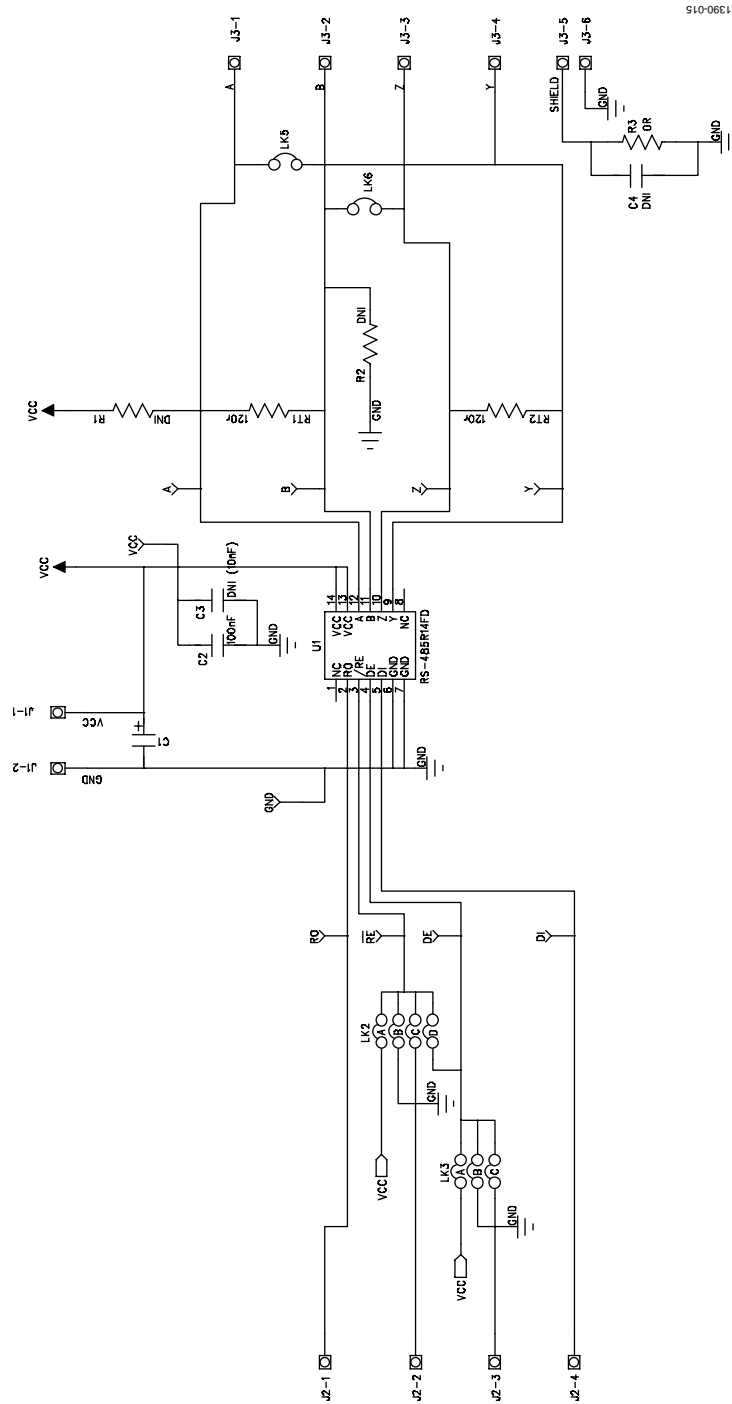 11390-015
J3-1
J3-2
J3-3
J3-4
J3-5
J3-6
A
B
Z
Y
SHIELD
GND
LK5
LK6
R3
0R
GND
C4
DNI
VCC
R1
DNI
120r
RT1
R2
DNI
GND
120r
RT2
A
B
Z
Y
VCC
VCC
C3
DNI (10nF)
C2
100nF
GND
U1
14
13
12
11
10
9
8
VCC
VCC
A
B
Z
Y
NC
NC
RO
/RE
DE
DI
GND
GND
1
2
3
4
5
6
7
RS-485R14FD
J1-1
VCC
C1
+
J1-2
GND
GND
GND
RO
RE
DE
DI
LK2
A
B
C
D
GND
VCC
LK3
A
B
C
GND
VCC
J2-1
J2-2
J2-3
J2-4